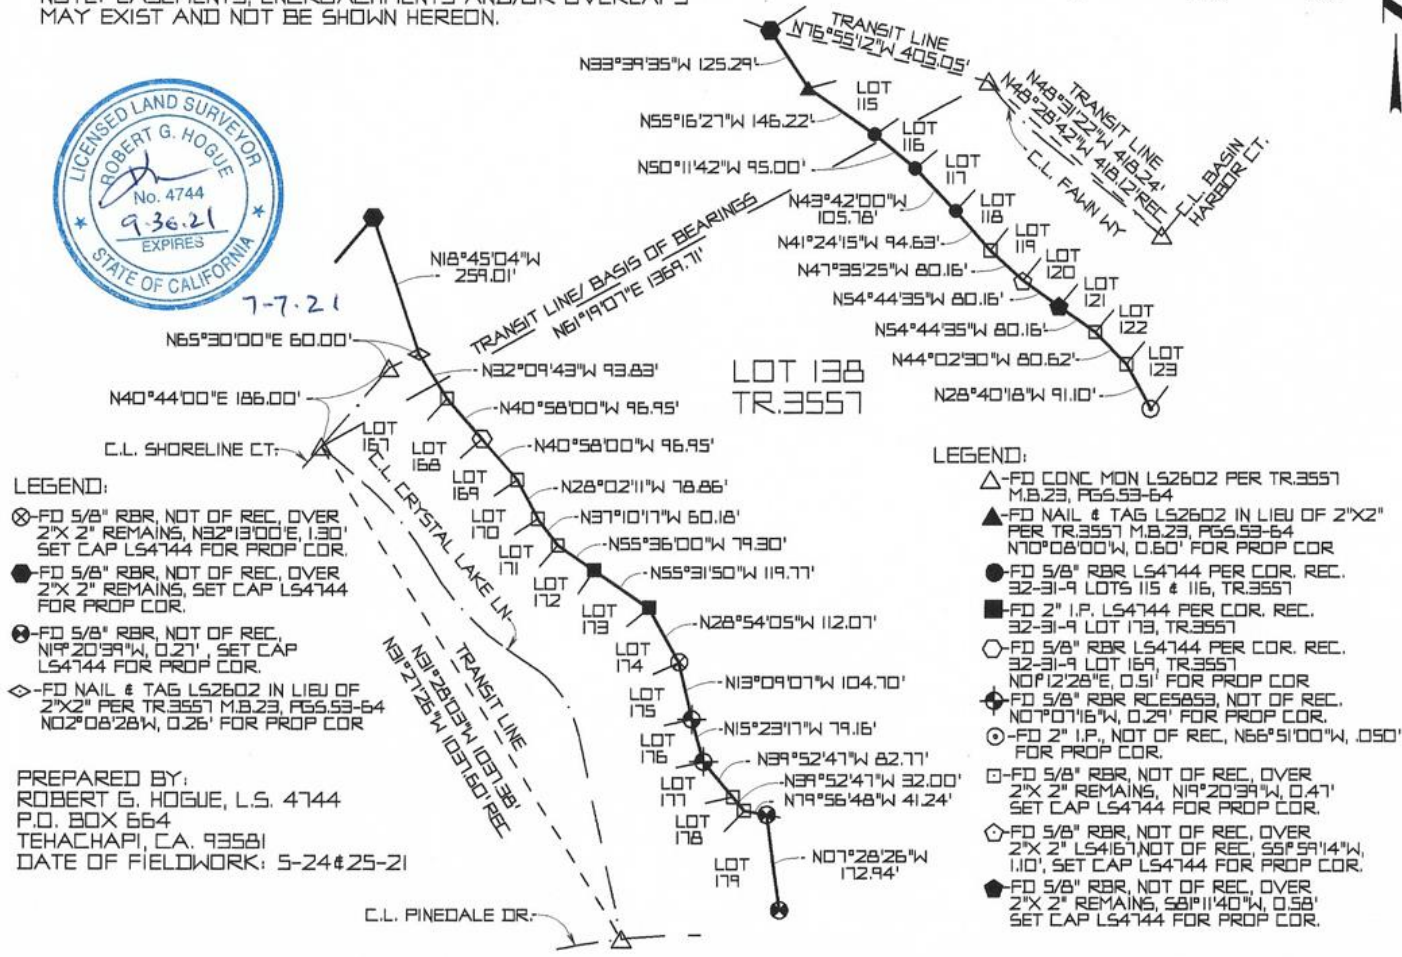 MAY EXIST AND NOT BE SHOWN HEREON.
LICENSED LAND SURVEYOR
ROBERT G. HOGUE
No. 4744
9-30-21
EXPIRES
STATE OF CALIFORNIA
7-7-21
N33°39'35"W 125.29'
N55°16'27"W 146.22'
N50°11'42"W 95.00'
N43°42'00"W
105.78'
N41°24'15"W 94.63'
N47°35'25"W 80.16'
N54°44'35"W 80.16'
N54°44'35"W 80.16'
N44°02'30"W 80.62'
N28°40'18"W 91.10'
TRANSIT LINE
N76°55'12"W 405.05'
TRANSIT LINE
N48°31'22"W 418.24'
N48°28'42"W 418.12'REC
C.L. FAWN WY
C.L. BASIN
HARBOR CT.
LOT
115
LOT
116
LOT
117
LOT
118
LOT
119
LOT
120
LOT
121
LOT
122
LOT
123
N18°45'04"W
259.01'
TRANSIT LINE/ BASIS OF BEARINGS
N61°19'07"E 1369.71'
N65°30'00"E 60.00'
N40°44'00"E 186.00'
C.L. SHORELINE CT.
N32°09'43"W 93.83'
N40°58'00"W 96.95'
N40°58'00"W 96.95'
N28°02'11"W 78.86'
N37°10'17"W 60.18'
N55°36'00"W 79.30'
N55°31'50"W 119.77'
N28°54'05"W 112.07'
N13°09'07"W 104.70'
N15°23'17"W 79.16'
N39°52'47"W 82.77'
N39°52'47"W 32.00'
N79°56'48"W 41.24'
N07°28'26"W
172.94'
LOT 138
TR.3557
LOT
167
LOT
168
LOT
169
LOT
170
LOT
171
LOT
172
LOT
173
LOT
174
LOT
175
LOT
176
LOT
177
LOT
178
LOT
179
C.L. CRYSTAL LAKE LN
TRANSIT LINE
N31°28'03"W 1037.38'
N31°27'26"W 1037.60' REC
C.L. PINEDALE DR.
LEGEND:
FD 5/8" RBR, NOT OF REC, OVER
2"X 2" REMAINS, N32°13'00"E, 1.30'
SET CAP LS4744 FOR PROP COR.
FD 5/8" RBR, NOT OF REC, OVER
2"X 2" REMAINS, SET CAP LS4744
FOR PROP COR.
FD 5/8" RBR, NOT OF REC,
N19°20'39"W, 0.27', SET CAP
LS4744 FOR PROP COR.
FD NAIL & TAG LS2602 IN LIEU OF
2"X2" PER TR.3557 M.B.23, PGS.53-64
N02°08'28W, 0.26' FOR PROP COR
PREPARED BY:
ROBERT G. HOGUE, L.S. 4744
P.O. BOX 664
TEHACHAPI, CA. 93581
DATE OF FIELDWORK: 5-24&25-21
LEGEND:
FD CONC MON LS2602 PER TR.3557
M.B.23, PGS.53-64
FD NAIL & TAG LS2602 IN LIEU OF 2"X2"
PER TR.3557 M.B.23, PGS.53-64
N70°08'00"W, 0.60' FOR PROP COR
FD 5/8" RBR LS4744 PER COR. REC.
32-31-9 LOTS 115 & 116, TR.3557
FD 2" I.P. LS4744 PER COR. REC.
32-31-9 LOT 173, TR.3557
FD 5/8" RBR LS4744 PER COR. REC.
32-31-9 LOT 169, TR.3557
N01°12'28"E, 0.51' FOR PROP COR
FD 5/8" RBR RCE5853, NOT OF REC.
N07°07'16"W, 0.29' FOR PROP COR.
FD 2" I.P., NOT OF REC, N66°51'00"W, .050'
FOR PROP COR.
FD 5/8" RBR, NOT OF REC, OVER
2"X 2" REMAINS, N19°20'39"W, 0.47'
SET CAP LS4744 FOR PROP COR.
FD 5/8" RBR, NOT OF REC, OVER
2"X 2" LS4167,NOT OF REC, S51°59'14"W,
1.10', SET CAP LS4744 FOR PROP COR.
FD 5/8" RBR, NOT OF REC, OVER
2"X 2" REMAINS, S81°11'40"W, 0.58'
SET CAP LS4744 FOR PROP COR.